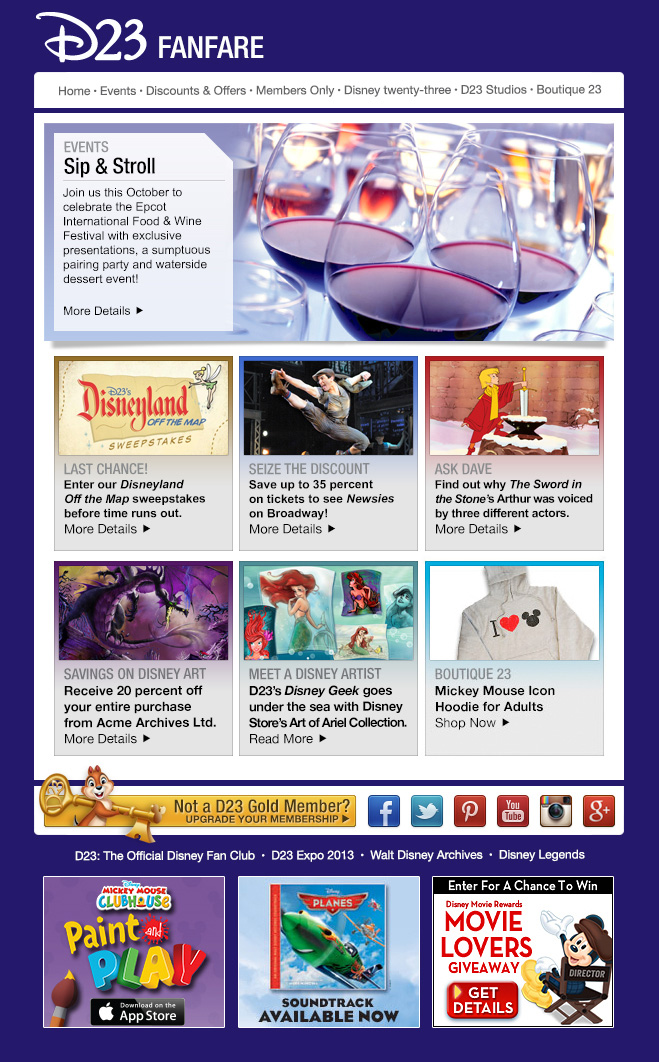 D23 FANFARE
Home · Events · Discounts & Offers · Members Only · Disney twenty-three · D23 Studios · Boutique 23
EVENTS
Sip & Stroll
Join us this October to
celebrate the Epcot
International Food & Wine
Festival with exclusive
presentations, a sumptuous
pairing party and waterside
dessert event!
More Details ▶
D23's
Disneyland
OFF THE MAP
SWEEPSTAKES
LAST CHANCE!
Enter our Disneyland
Off the Map sweepstakes
before time runs out.
More Details ▶
SEIZE THE DISCOUNT
Save up to 35 percent
on tickets to see Newsies
on Broadway!
More Details ▶
ASK DAVE
Find out why The Sword in
the Stone's Arthur was voiced
by three different actors.
More Details ▶
SAVINGS ON DISNEY ART
Receive 20 percent off
your entire purchase
from Acme Archives Ltd.
More Details ▶
MEET A DISNEY ARTIST
D23's Disney Geek goes
under the sea with Disney
Store's Art of Ariel Collection.
Read More ▶
I
BOUTIQUE 23
Mickey Mouse Icon
Hoodie for Adults
Shop Now ▶
Not a D23 Gold Member?
UPGRADE YOUR MEMBERSHIP ▶
f
You
Tube
g+
D23: The Official Disney Fan Club · D23 Expo 2013 · Walt Disney Archives · Disney Legends
Disney
MICKEY MOUSE
CLUBHOUSE
Paint and
PLAY
Download on the
App Store
Disney
PLANES
SOUNDTRACK
AVAILABLE NOW
Enter For A Chance To Win
Disney Movie Rewards
MOVIE
LOVERS
GIVEAWAY
GET
DETAILS
DIRECTOR